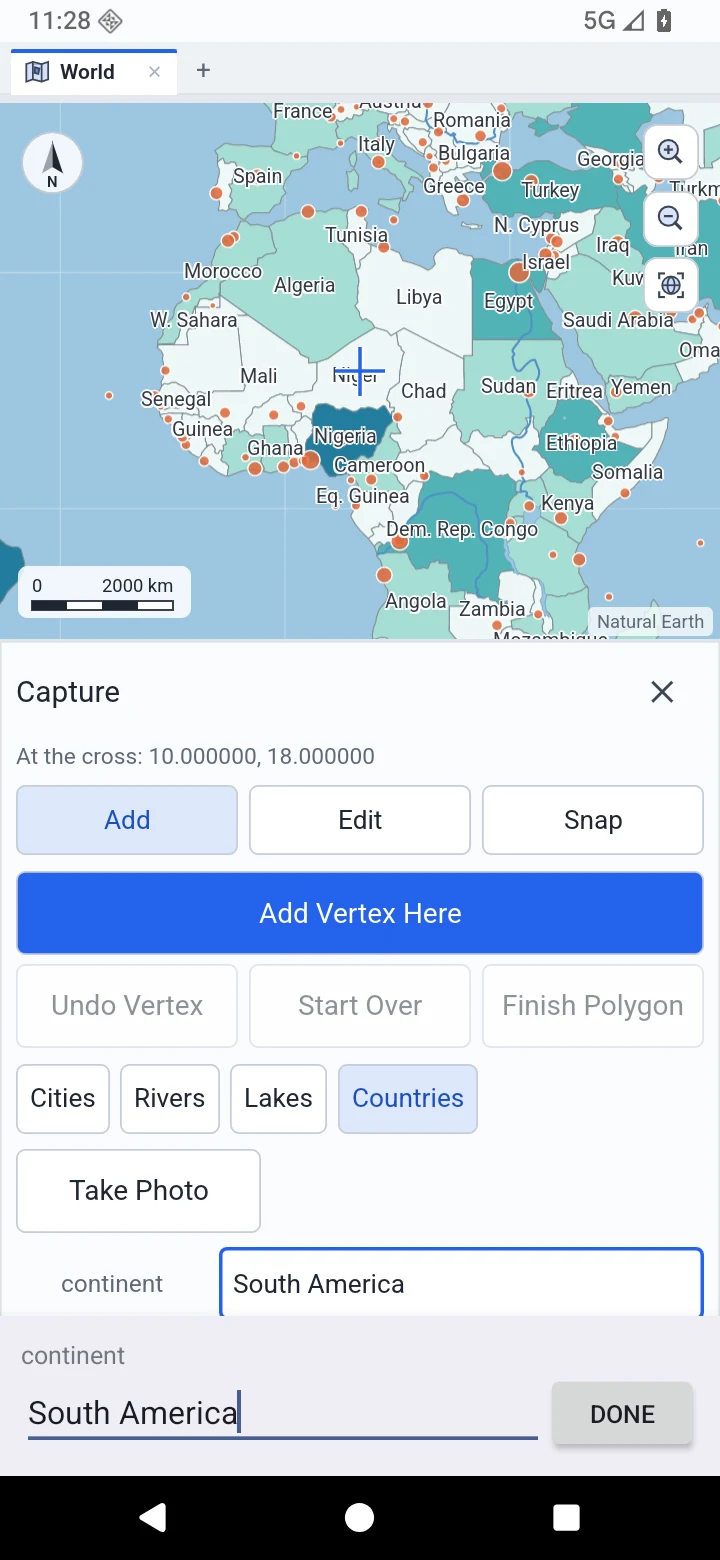 11:28 5G
World × +
France Austria
Romania
Italy
Bulgaria
Georgia
Spain
Greece
Turkey
Turkm
Tunisia
N. Cyprus
Iraq
Iran
Israel
Morocco
Algeria
Libya
Egypt
Kuw
W. Sahara
Saudi Arabia
Oma
Mali
Niger
Chad
Sudan
Eritrea
Yemen
Senegal
Guinea
Ghana
Nigeria
Ethiopia
Cameroon
Somalia
Eq. Guinea
Kenya
Dem. Rep. Congo
Angola
Zambia
Mozambique
N
0 2000 km
Natural Earth
Capture
At the cross: 10.000000, 18.000000
Add Edit Snap
Add Vertex Here
Undo Vertex Start Over Finish Polygon
Cities Rivers Lakes Countries
Take Photo
continent South America
continent
South America DONE